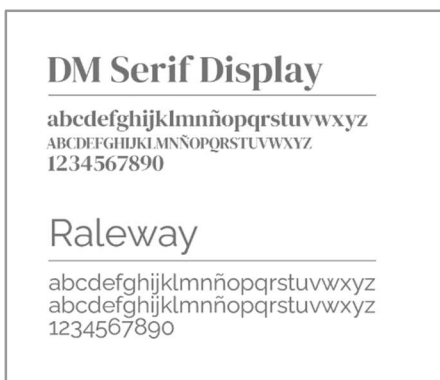 DM Serif Display
abcdefghijklmnñopqrstuvwxyz
ABCDEFGHIJKLMNÑOPQRSTUVWXYZ
1234567890
Raleway
abcdefghijklmnñopqrstuvwxyz
abcdefghijklmnñopqrstuvwxyz
1234567890